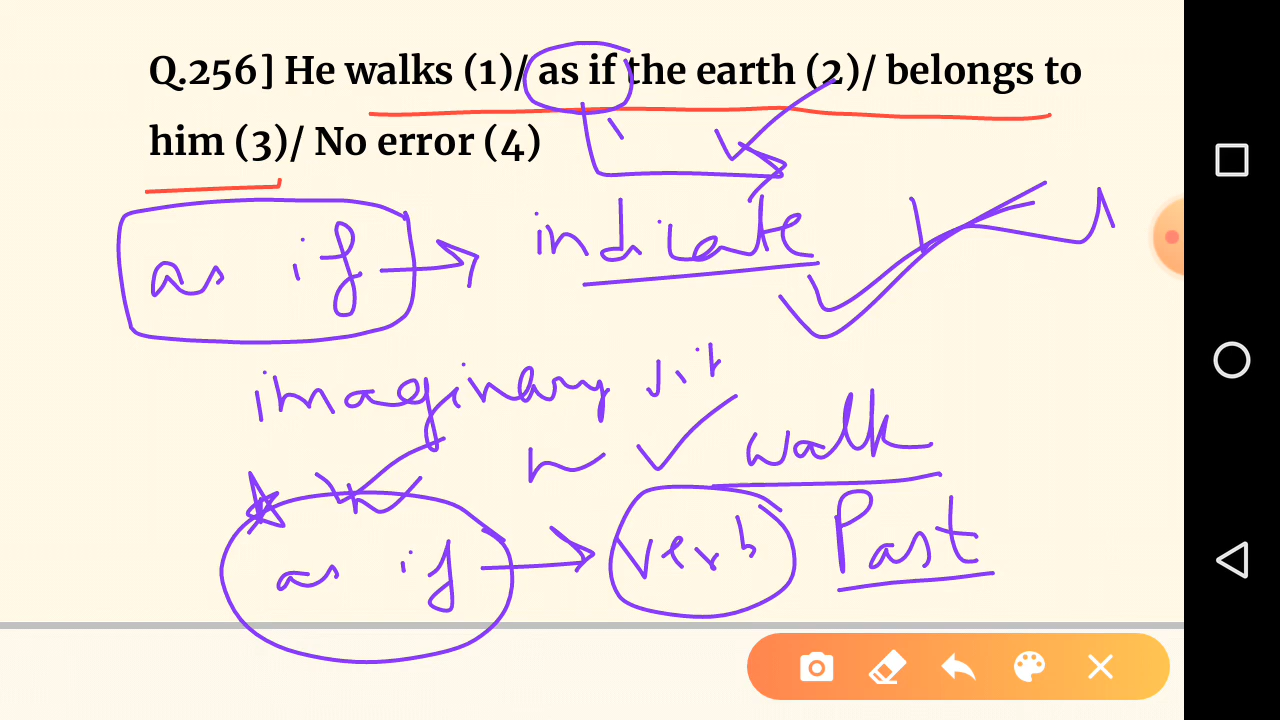 Q.256] He walks (1)/ as if the earth (2)/ belongs to
him (3)/ No error (4)
as if → indicate
imaginary sit
walk
as if → verb Past